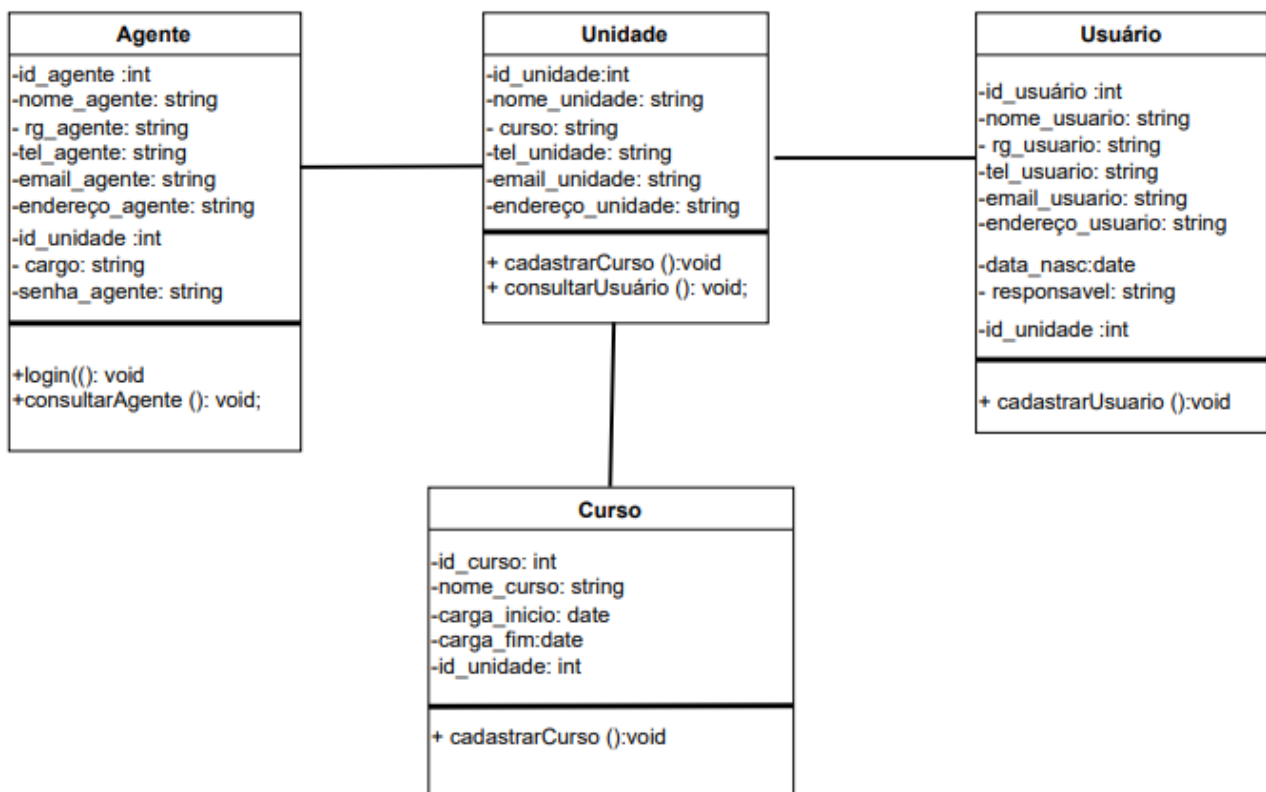 Agente
-id_agente :int
-nome_agente: string
- rg_agente: string
-tel_agente: string
-email_agente: string
-endereço_agente: string
-id_unidade :int
- cargo: string
-senha_agente: string
+login((): void
+consultarAgente (): void;
Unidade
-id_unidade:int
-nome_unidade: string
- curso: string
-tel_unidade: string
-email_unidade: string
-endereço_unidade: string
+ cadastrarCurso ():void
+ consultarUsuário (): void;
Usuário
-id_usuário :int
-nome_usuario: string
- rg_usuario: string
-tel_usuario: string
-email_usuario: string
-endereço_usuario: string
-data_nasc:date
- responsavel: string
-id_unidade :int
+ cadastrarUsuario ():void
Curso
-id_curso: int
-nome_curso: string
-carga_inicio: date
-carga_fim:date
-id_unidade: int
+ cadastrarCurso ():void